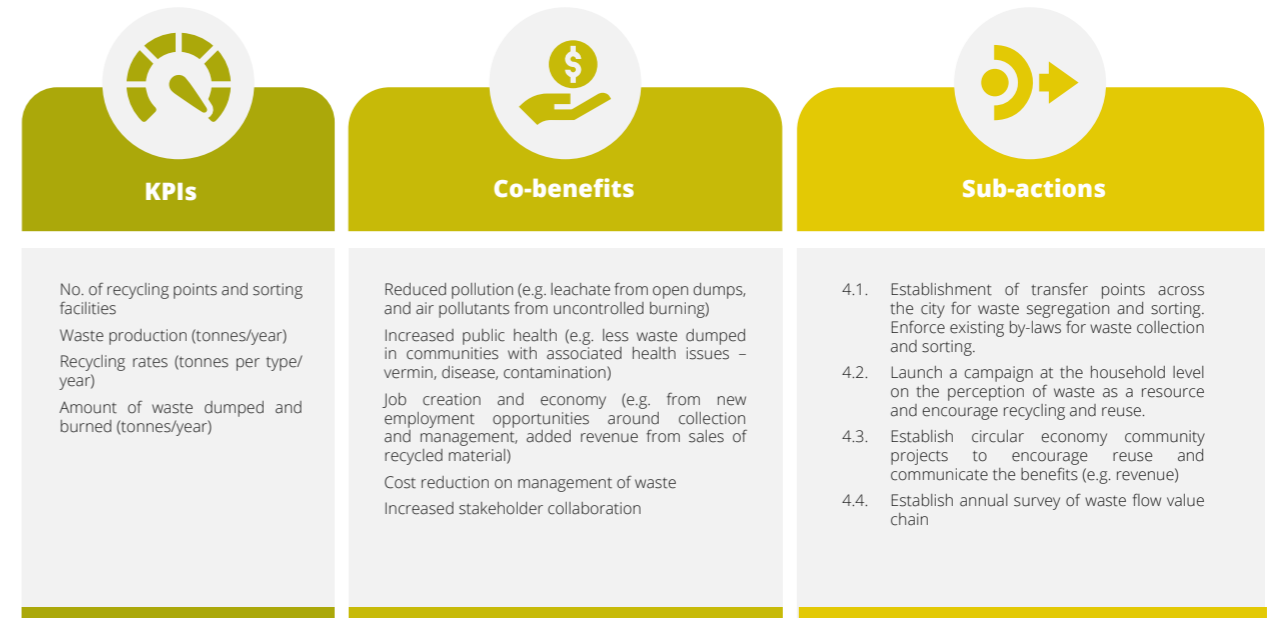 KPIs
No. of recycling points and sorting
facilities
Waste production (tonnes/year)
Recycling rates (tonnes per type/
year)
Amount of waste dumped and
burned (tonnes/year)
Co-benefits
Reduced pollution (e.g. leachate from open dumps,
and air pollutants from uncontrolled burning)
Increased public health (e.g. less waste dumped
in communities with associated health issues –
vermin, disease, contamination)
Job creation and economy (e.g. from new
employment opportunities around collection
and management, added revenue from sales of
recycled material)
Cost reduction on management of waste
Increased stakeholder collaboration
Sub-actions
4.1. Establishment of transfer points across
the city for waste segregation and sorting.
Enforce existing by-laws for waste collection
and sorting.
4.2. Launch a campaign at the household level
on the perception of waste as a resource
and encourage recycling and reuse.
4.3. Establish circular economy community
projects to encourage reuse and
communicate the benefits (e.g. revenue)
4.4. Establish annual survey of waste flow value
chain